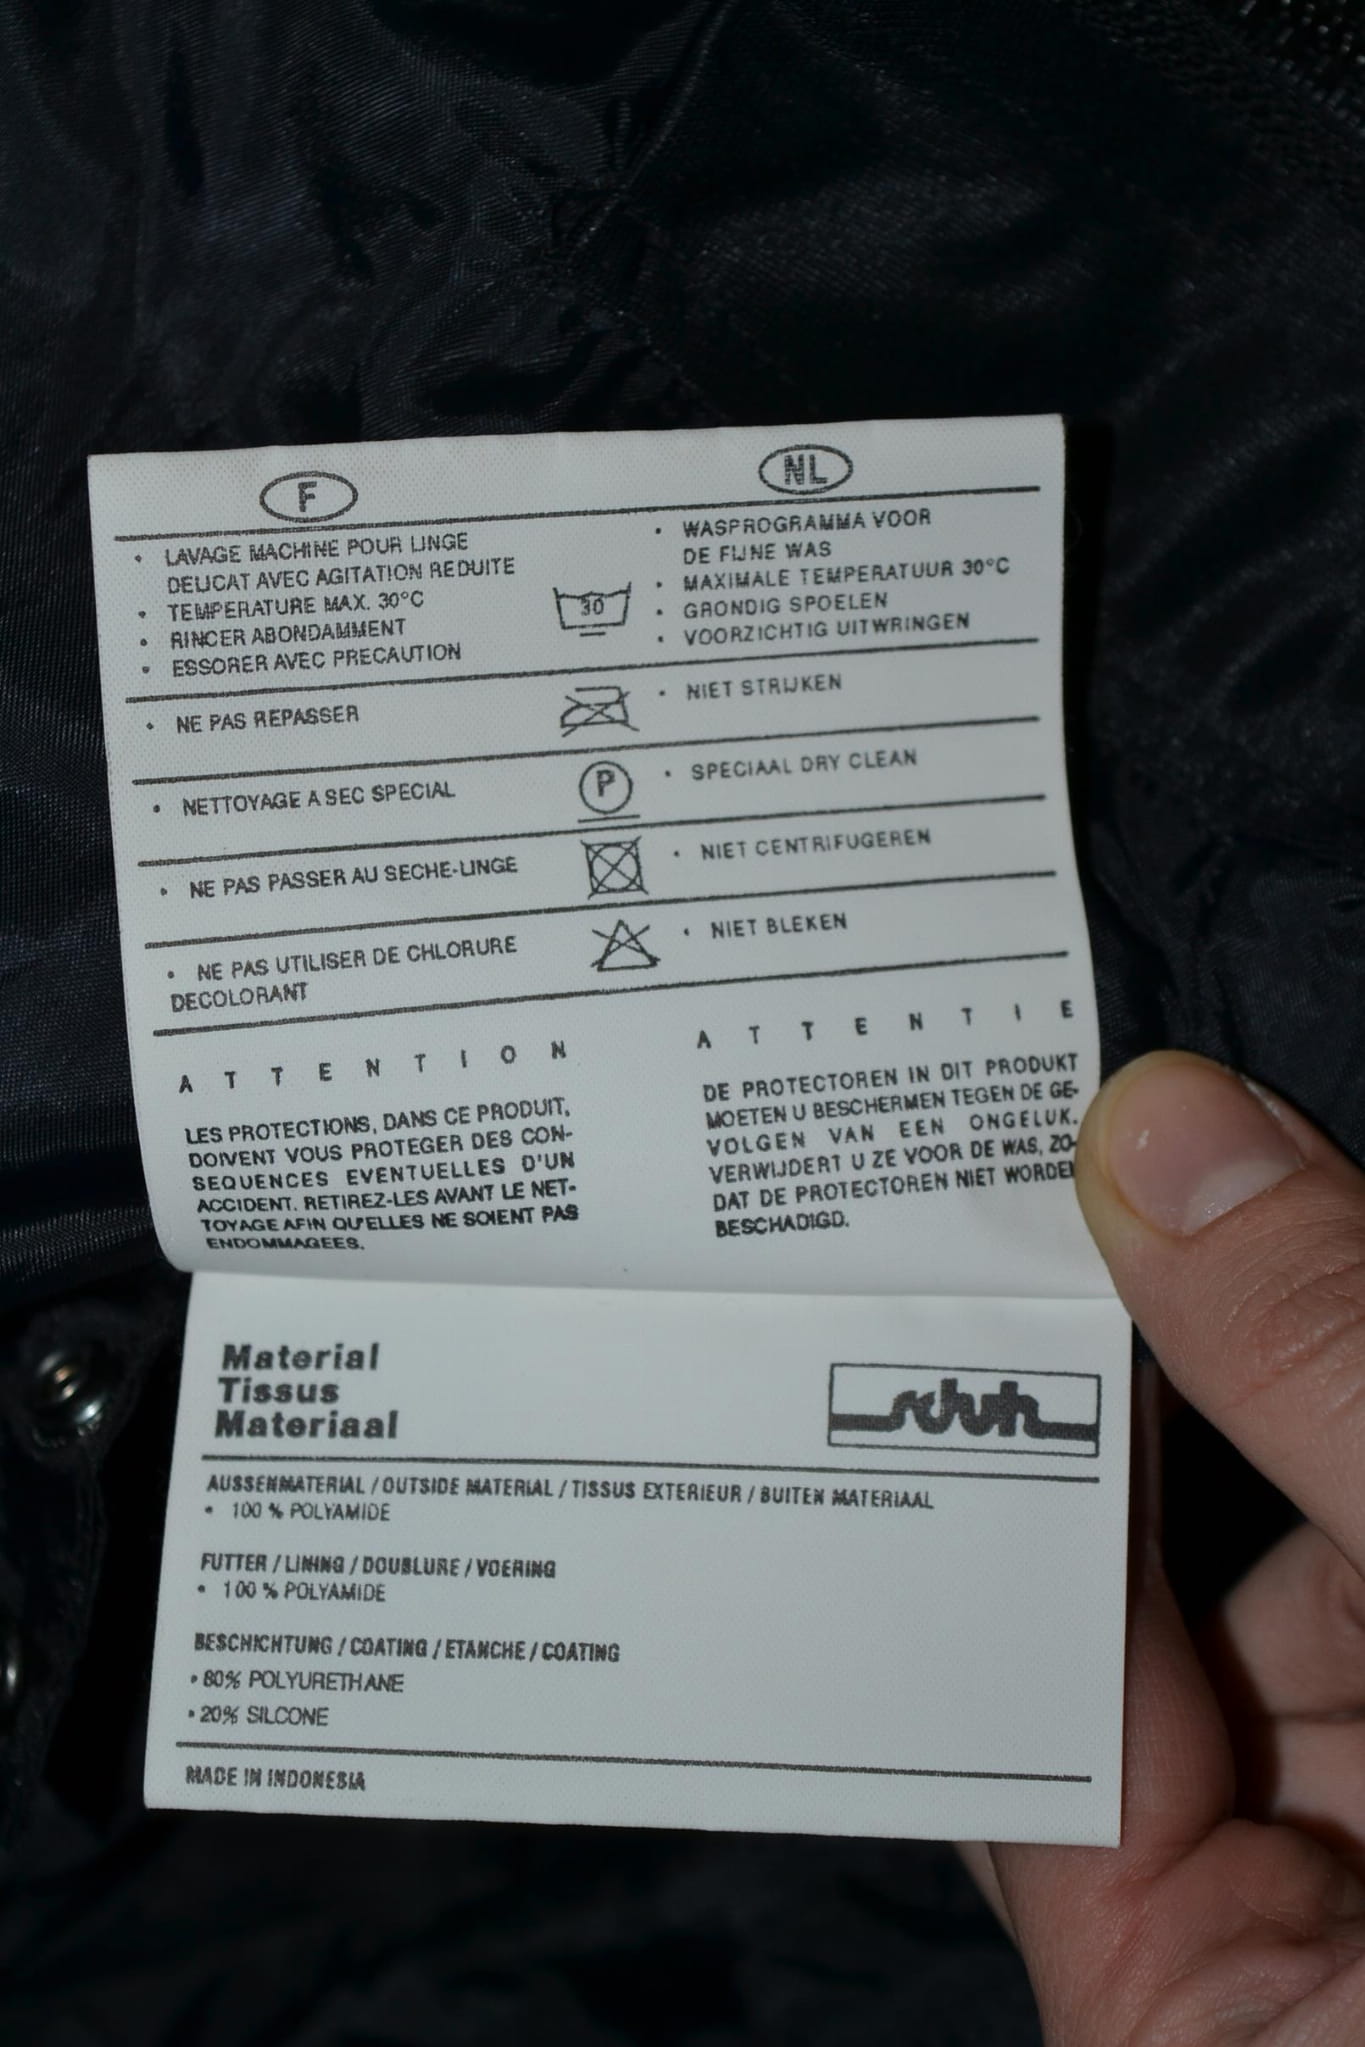 F
NL
• LAVAGE MACHINE POUR LINGE
DELICAT AVEC AGITATION REDUITE
• TEMPERATURE MAX. 30°C
• RINCER ABONDAMMENT
• ESSORER AVEC PRECAUTION
30
• WASPROGRAMMA VOOR
DE FIJNE WAS
• MAXIMALE TEMPERATUUR 30°C
• GRONDIG SPOELEN
• VOORZICHTIG UITWRINGEN
• NE PAS REPASSER
• NIET STRIJKEN
• NETTOYAGE A SEC SPECIAL
P
• SPECIAAL DRY CLEAN
• NE PAS PASSER AU SECHE-LINGE
• NIET CENTRIFUGEREN
• NE PAS UTILISER DE CHLORURE
DECOLORANT
• NIET BLEKEN
A T T E N T I O N
LES PROTECTIONS, DANS CE PRODUIT,
DOIVENT VOUS PROTEGER DES CON-
SEQUENCES EVENTUELLES D'UN
ACCIDENT. RETIREZ-LES AVANT LE NET-
TOYAGE AFIN QU'ELLES NE SOIENT PAS
ENDOMMAGEES.
A T T E N T I E
DE PROTECTOREN IN DIT PRODUKT
MOETEN U BESCHERMEN TEGEN DE GE-
VOLGEN VAN EEN ONGELUK.
VERWIJDERT U ZE VOOR DE WAS, ZO-
DAT DE PROTECTOREN NIET WORDEN
BESCHADIGD.
Material
Tissus
Materiaal
schuh
AUSSENMATERIAL / OUTSIDE MATERIAL / TISSUS EXTERIEUR / BUITEN MATERIAAL
• 100 % POLYAMIDE
FUTTER / LINING / DOUBLURE / VOERING
• 100 % POLYAMIDE
BESCHICHTUNG / COATING / ETANCHE / COATING
• 80% POLYURETHANE
• 20% SILCONE
MADE IN INDONESIA